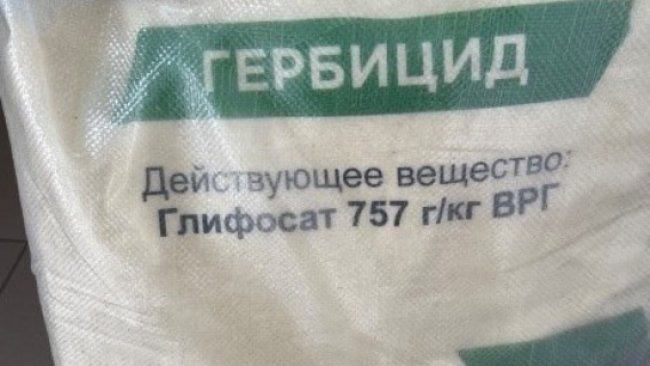 ГЕРБИЦИД
Действующее вещество:
Глифосат 757 г/кг ВРГ